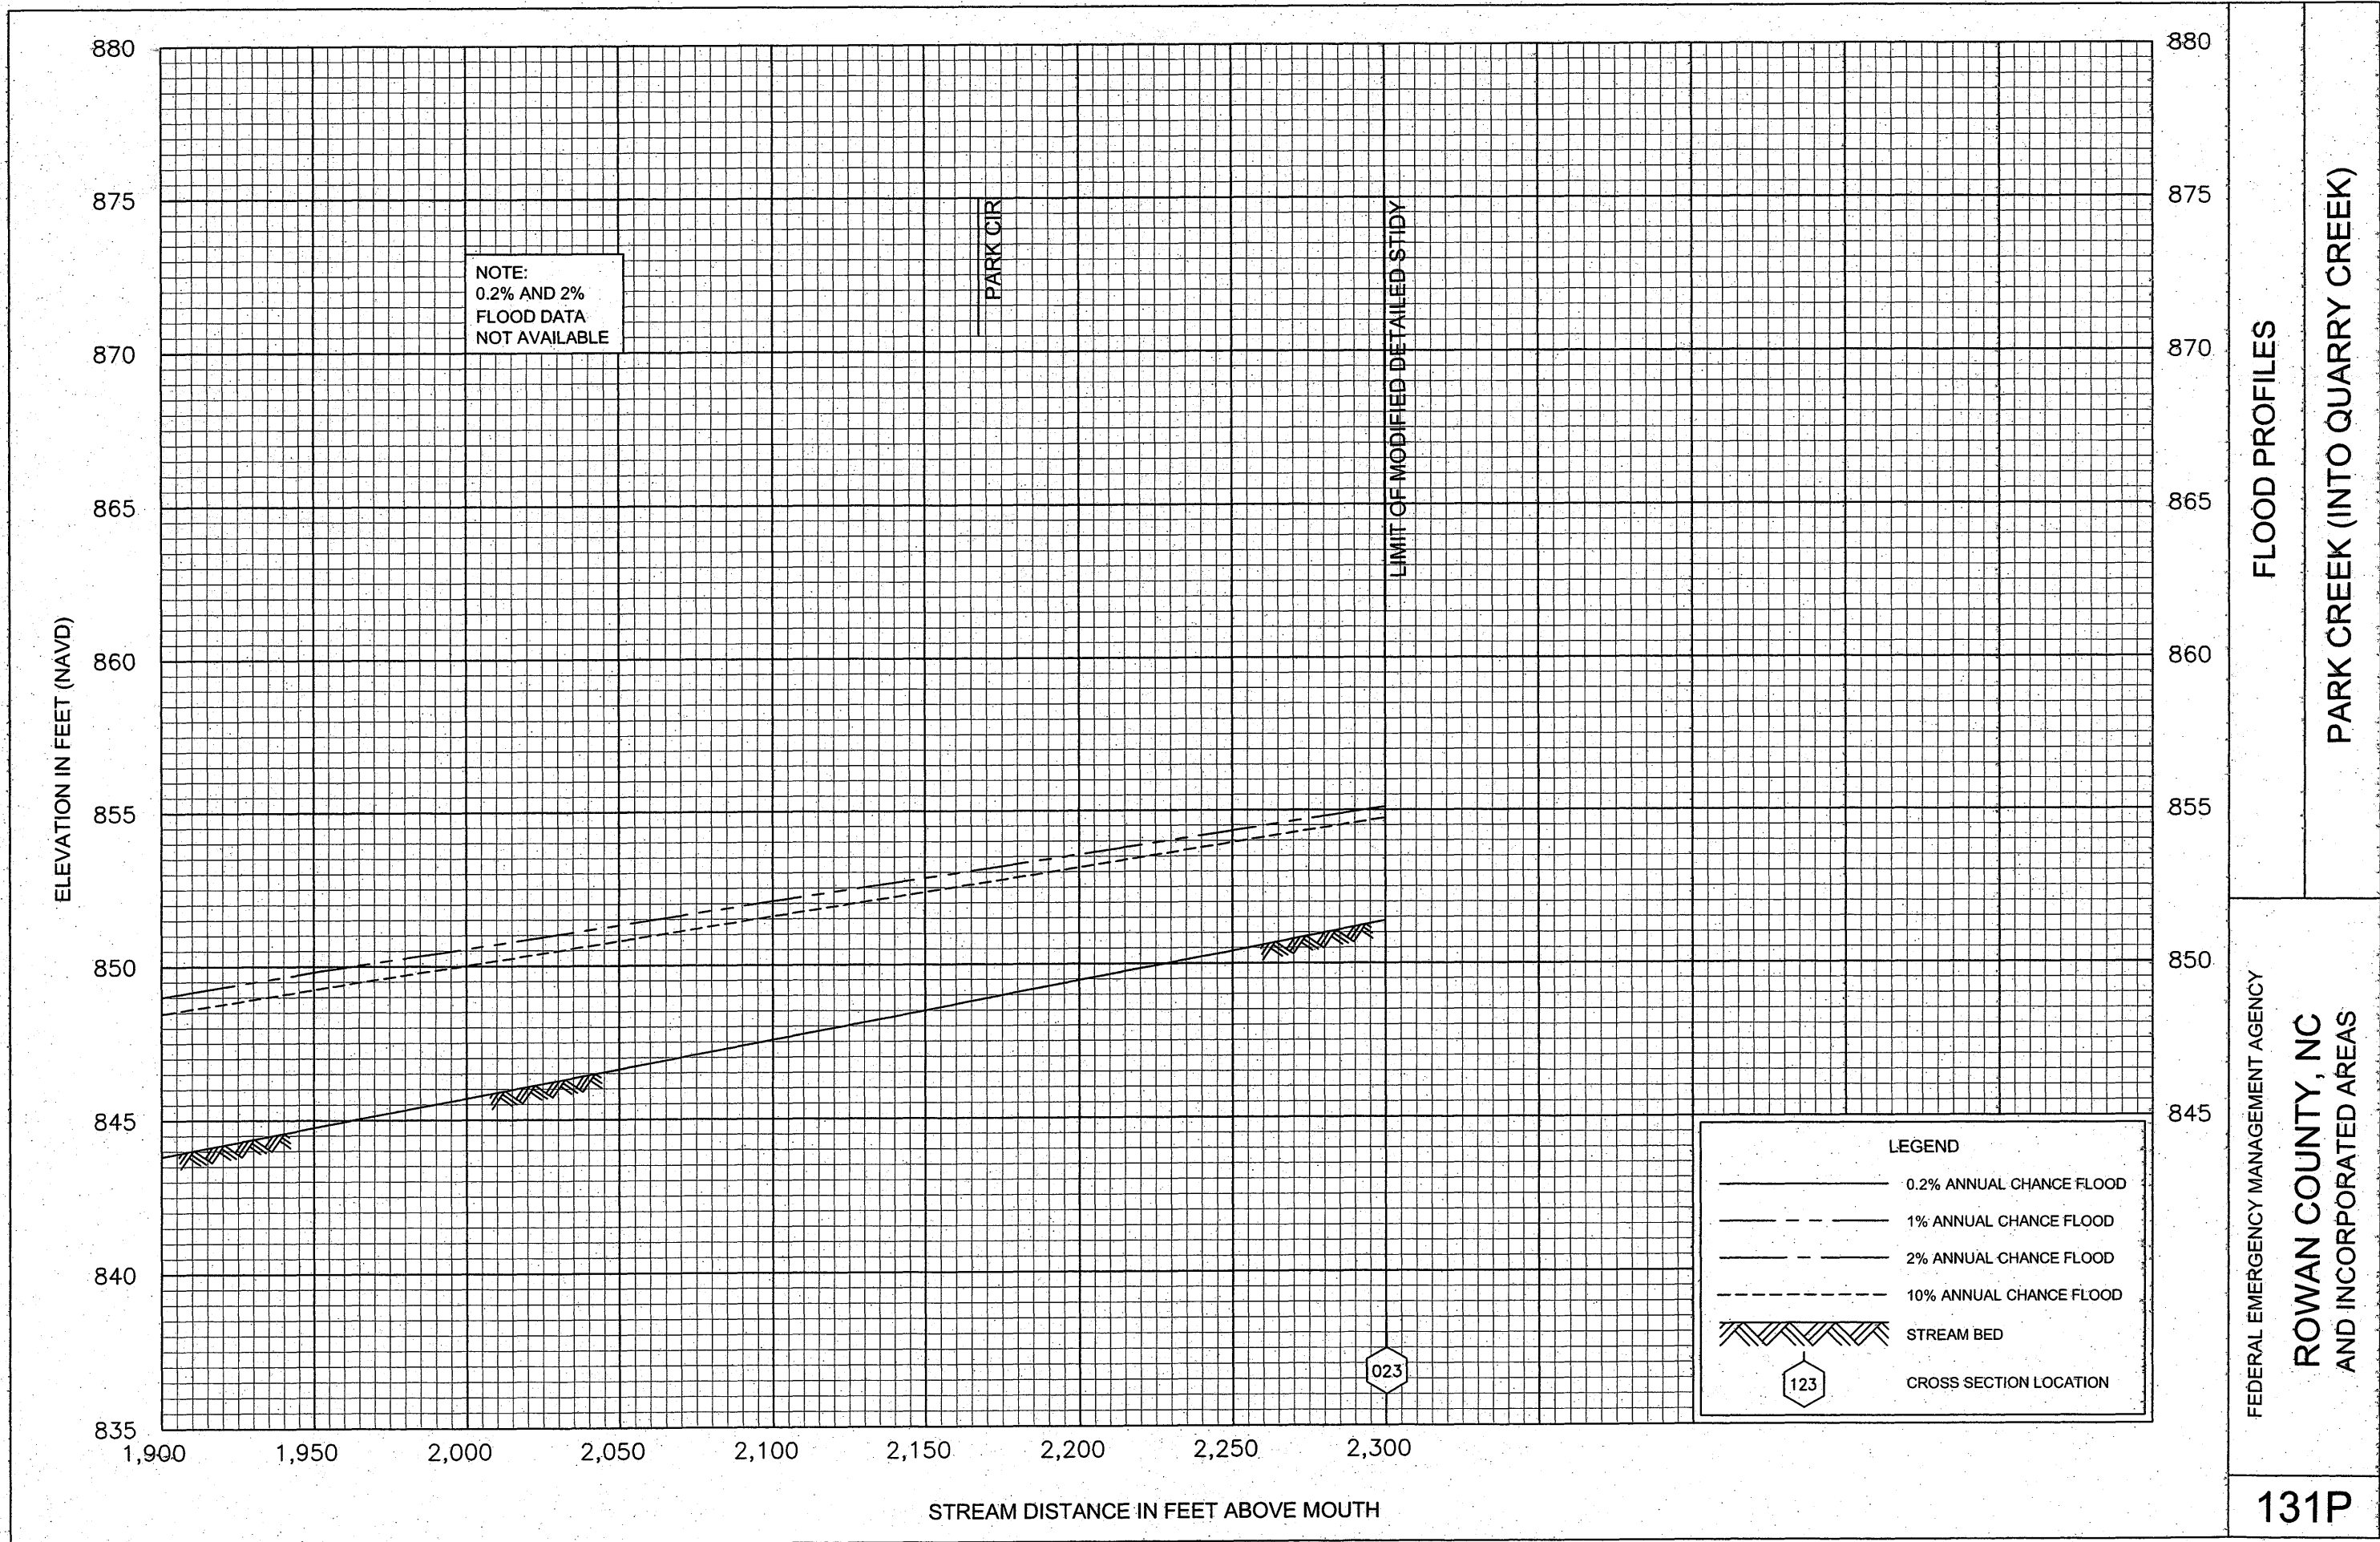 880
875
870
865
860
855
850
845
840
835
ELEVATION IN FEET (NAVD)
NOTE:
0.2% AND 2%
FLOOD DATA
NOT AVAILABLE
PARK CIR
LIMIT OF MODIFIED DETAILED STIDY
880
875
870
865
860
855
850
845
023
LEGEND
0.2% ANNUAL CHANCE FLOOD
1% ANNUAL CHANCE FLOOD
2% ANNUAL CHANCE FLOOD
10% ANNUAL CHANCE FLOOD
STREAM BED
123
CROSS SECTION LOCATION
1,900
1,950
2,000
2,050
2,100
2,150
2,200
2,250
2,300
STREAM DISTANCE IN FEET ABOVE MOUTH
FLOOD PROFILES
PARK CREEK (INTO QUARRY CREEK)
FEDERAL EMERGENCY MANAGEMENT AGENCY
ROWAN COUNTY, NC
AND INCORPORATED AREAS
131P